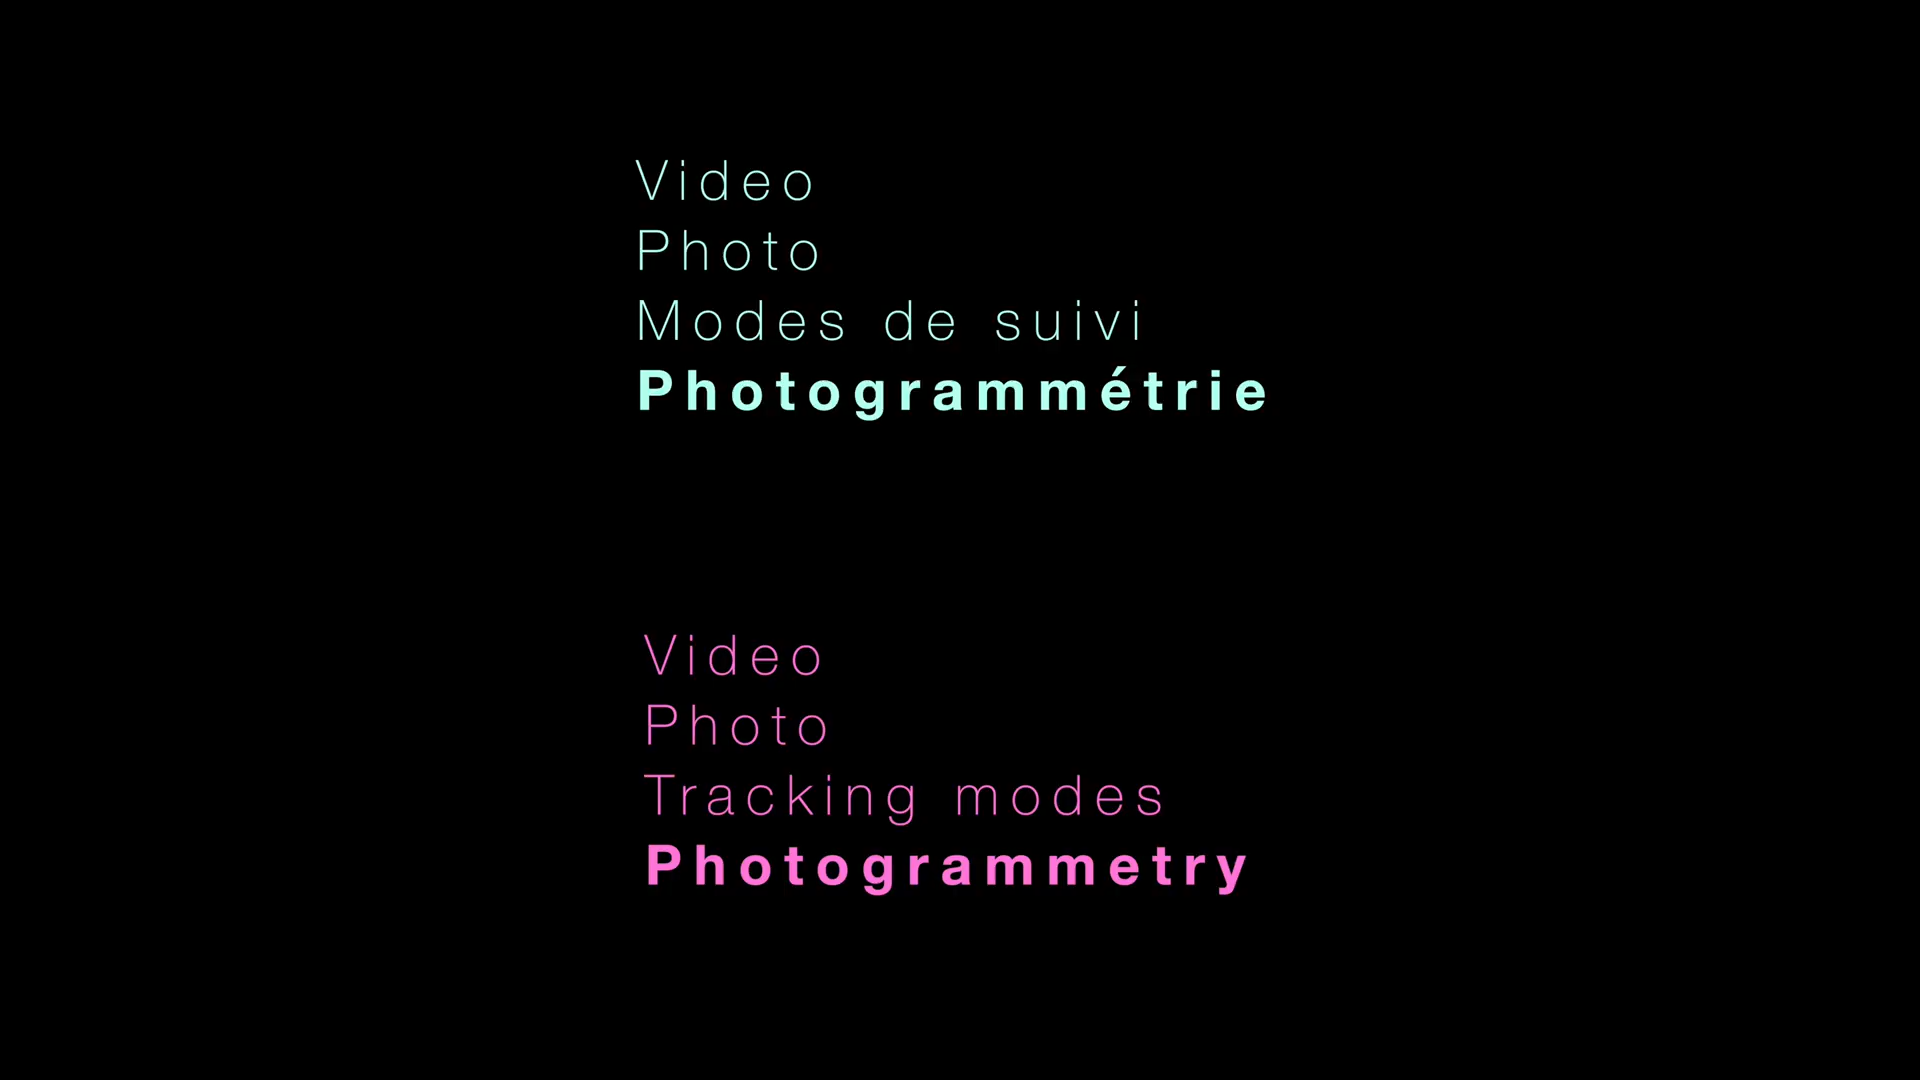 Video
Photo
Modes de suivi
Photogrammétrie
Video
Photo
Tracking modes
Photogrammetry